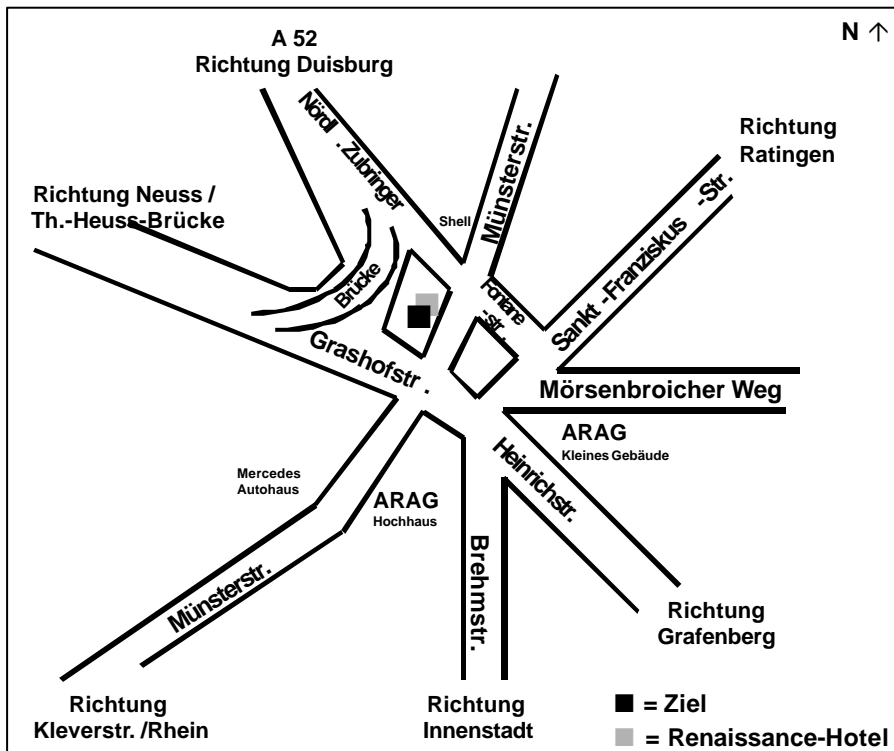 N ↑
A 52
Richtung Duisburg
Nördl. Zubringer
Shell
Münsterstr.
Richtung
Ratingen
Sankt-Franziskus-Str.
Richtung Neuss /
Th.-Heuss-Brücke
Brücke
Fontane
-str.
Grashofstr.
Mörsenbroicher Weg
ARAG
Kleines Gebäude
Heinrichstr.
Mercedes
Autohaus
ARAG
Hochhaus
Münsterstr.
Brehmstr.
Richtung
Grafenberg
Richtung
Kleverstr. /Rhein
Richtung
Innenstadt
= Ziel
= Renaissance-Hotel